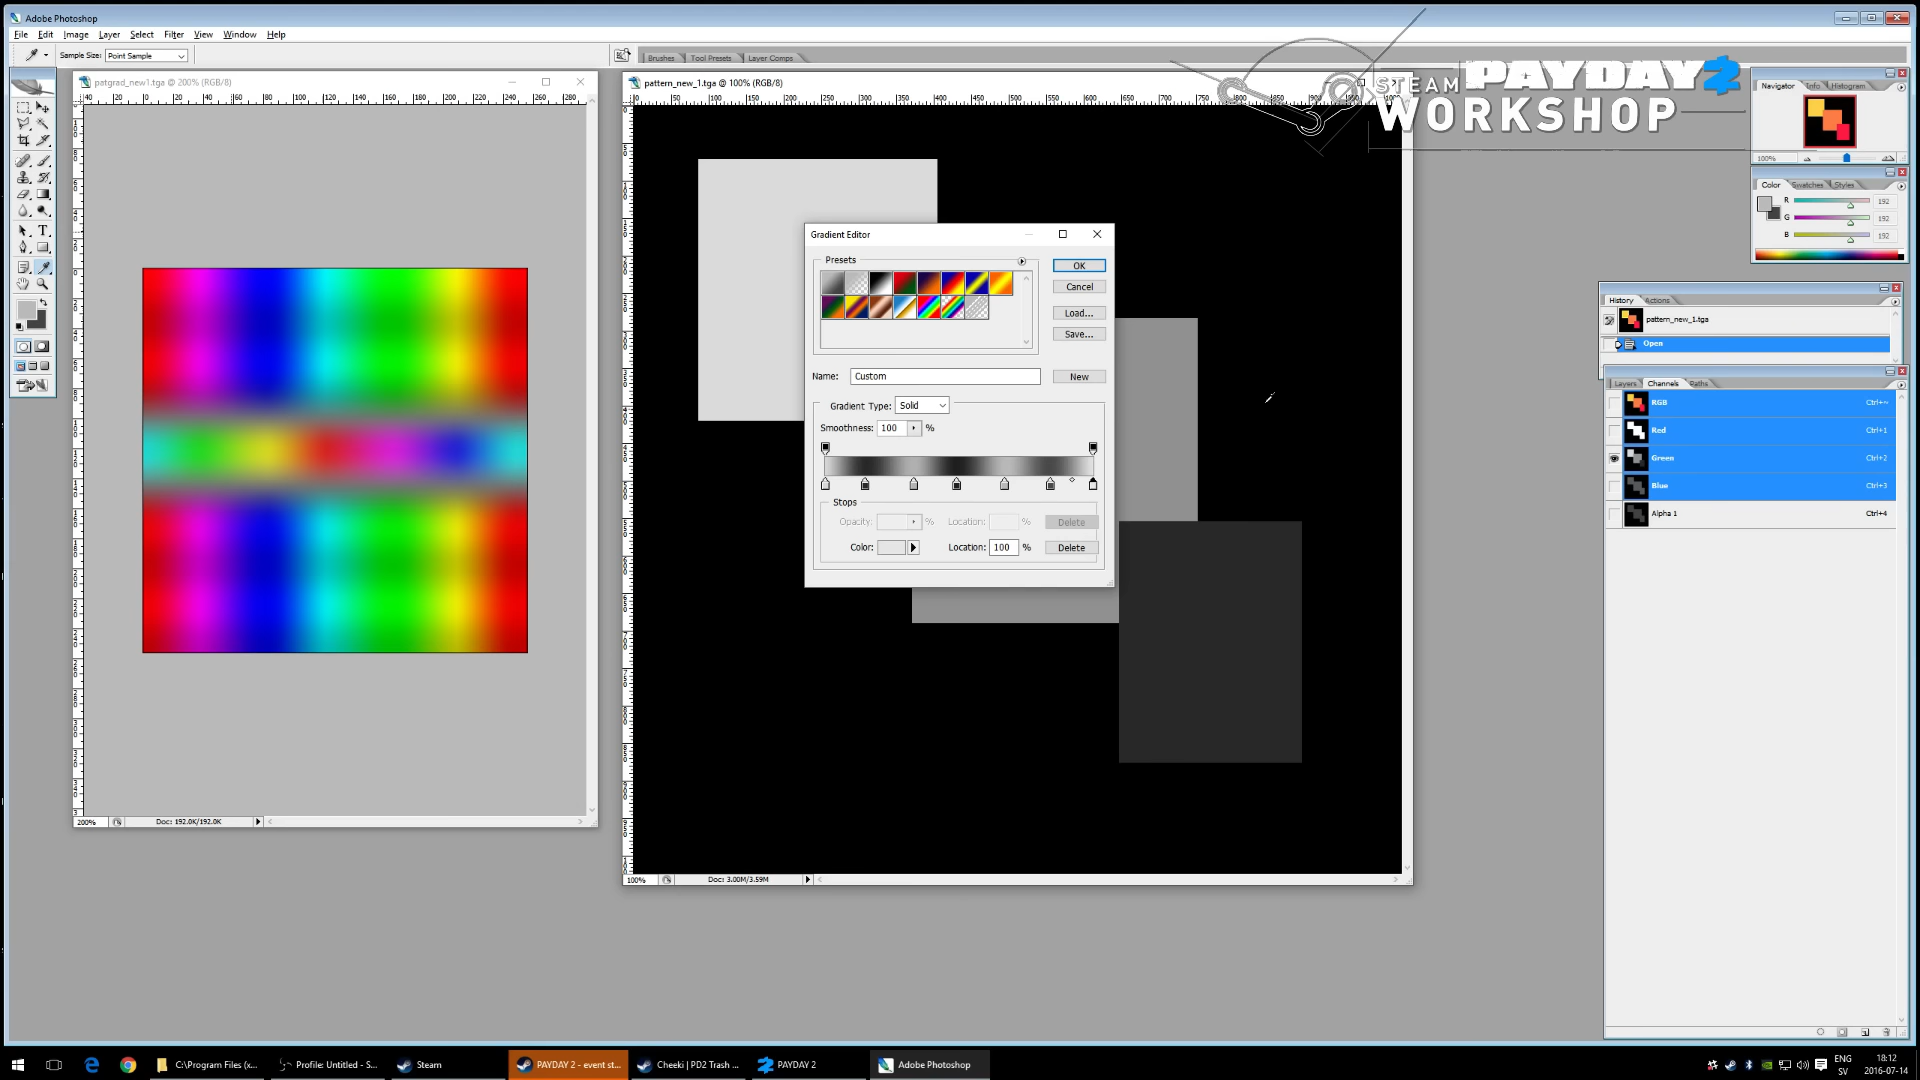 Adobe Photoshop
File Edit Image Layer Select Filter View Window Help
Sample Size: Point Sample
Brushes Tool Presets Layer Comps
patgrad_new1.tga @ 200% (RGB/8)
pattern_new_1.tga @ 100% (RGB/8)
STEAM PAYDAY 2
WORKSHOP
Navigator Info Histogram
100%
Color Swatches Styles
R 192
G 192
B 192
Gradient Editor
Presets
OK
Cancel
Load...
Save...
Name: Custom New
Gradient Type: Solid
Smoothness: 100 %
Stops
Opacity: % Location: % Delete
Color: Location: 100 % Delete
History Actions
pattern_new_1.tga
Open
Layers Channels Paths
RGB Ctrl+~
Red Ctrl+1
Green Ctrl+2
Blue Ctrl+3
Alpha 1 Ctrl+4
200% Doc: 192.0K/192.0K
100% Doc: 3.00M/3.59M
C:\Program Files (x...
Profile: Untitled - S...
Steam
PAYDAY 2 - event st...
Cheeki | PD2 Trash ...
PAYDAY 2
Adobe Photoshop
ENG
SV
18:12
2016-07-14